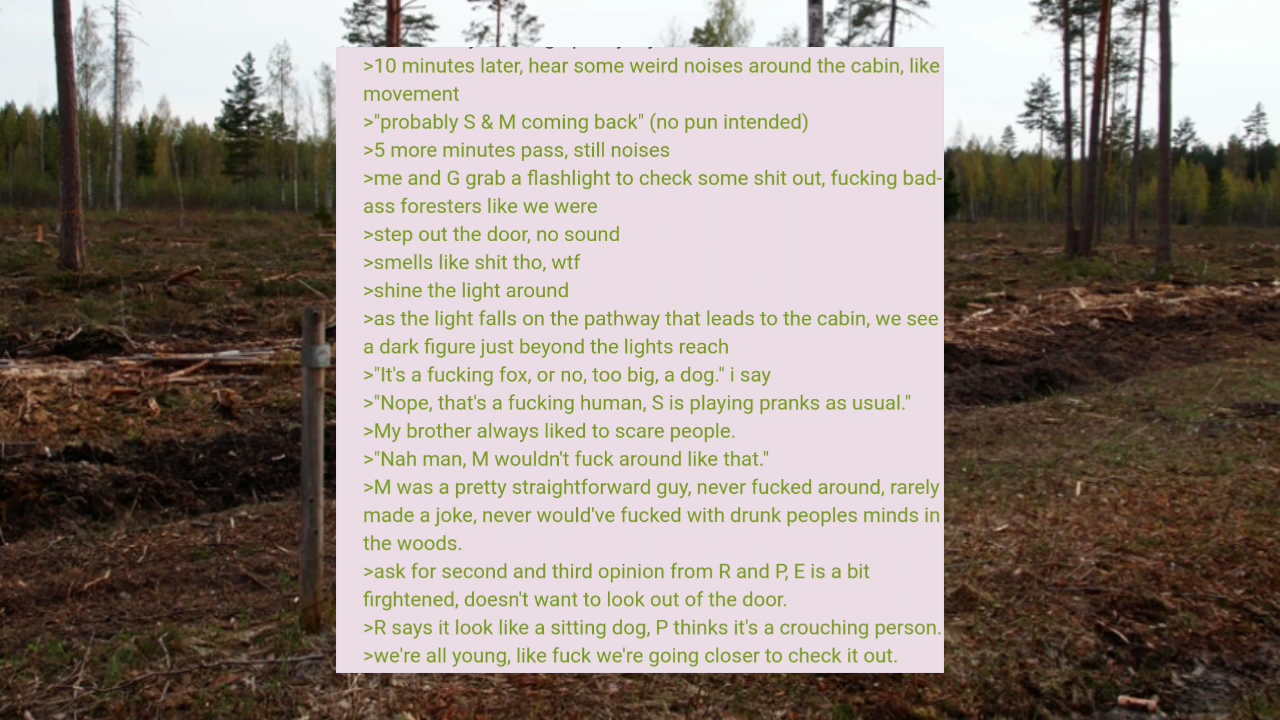 >10 minutes later, hear some weird noises around the cabin, like
movement
>"probably S & M coming back" (no pun intended)
>5 more minutes pass, still noises
>me and G grab a flashlight to check some shit out, fucking bad-
ass foresters like we were
>step out the door, no sound
>smells like shit tho, wtf
>shine the light around
>as the light falls on the pathway that leads to the cabin, we see
a dark figure just beyond the lights reach
>"It's a fucking fox, or no, too big, a dog." i say
>"Nope, that's a fucking human, S is playing pranks as usual."
>My brother always liked to scare people.
>"Nah man, M wouldn't fuck around like that."
>M was a pretty straightforward guy, never fucked around, rarely
made a joke, never would've fucked with drunk peoples minds in
the woods.
>ask for second and third opinion from R and P, E is a bit
firghtened, doesn't want to look out of the door.
>R says it look like a sitting dog, P thinks it's a crouching person.
>we're all young, like fuck we're going closer to check it out.